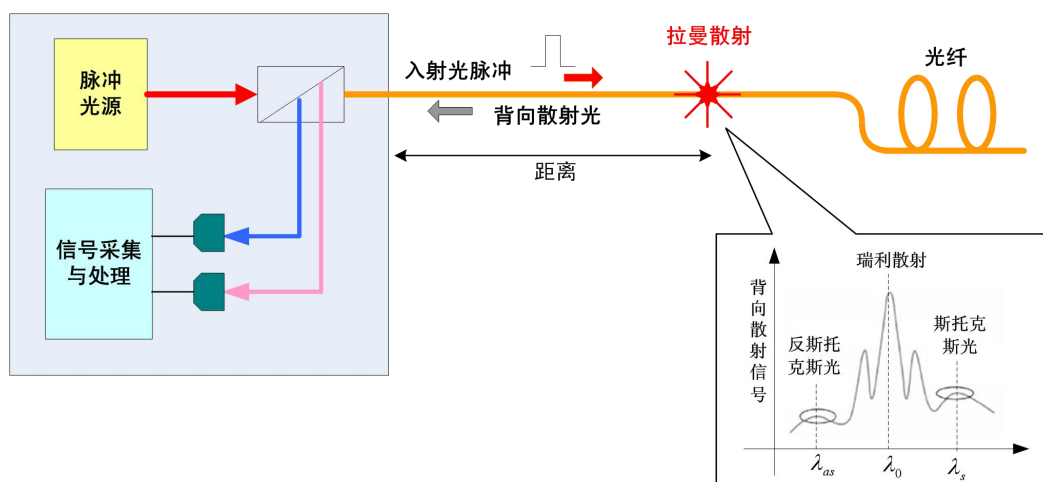 脉冲
光源
信号采集
与处理
入射光脉冲
背向散射光
距离
拉曼散射
光纤
背向散射信号
瑞利散射
反斯托
克斯光
斯托克
斯光
λas
λ0
λs